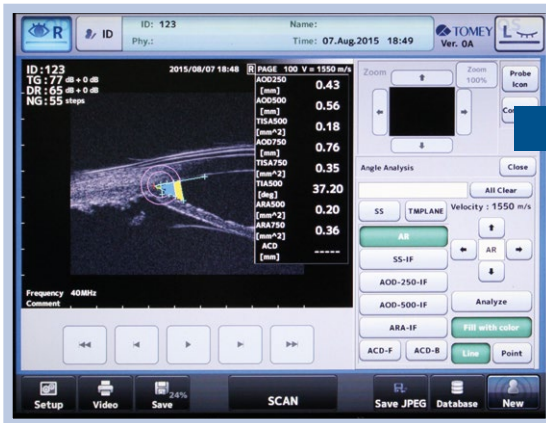 R
ID
ID: 123
Name:
Phy.:
Time: 07.Aug.2015 18:49
TOMEY
Ver. 0A
L
ID:123
2015/08/07 18:48
R PAGE 100 V = 1550 m/s
TG:77 dB + 0 dB
DR:65 dB + 0 dB
NG:55 steps
AOD250 [mm] 0.43
AOD500 [mm] 0.56
TISA500 [mm^2] 0.18
AOD750 [mm] 0.76
TISA750 [mm^2] 0.35
TIA500 [deg] 37.20
ARA500 [mm^2] 0.20
ARA750 [mm^2] 0.36
ACD [mm] -----
Frequency 40MHz
Comment
Zoom
Zoom 100%
Probe Icon
Angle Analysis
Close
All Clear
SS
TMPLANE
Velocity : 1550 m/s
AR
AR
SS-IF
AOD-250-IF
AOD-500-IF
Analyze
ARA-IF
Fill with color
ACD-F
ACD-B
Line
Point
Setup
Video
Save
24%
SCAN
Save JPEG
Database
New